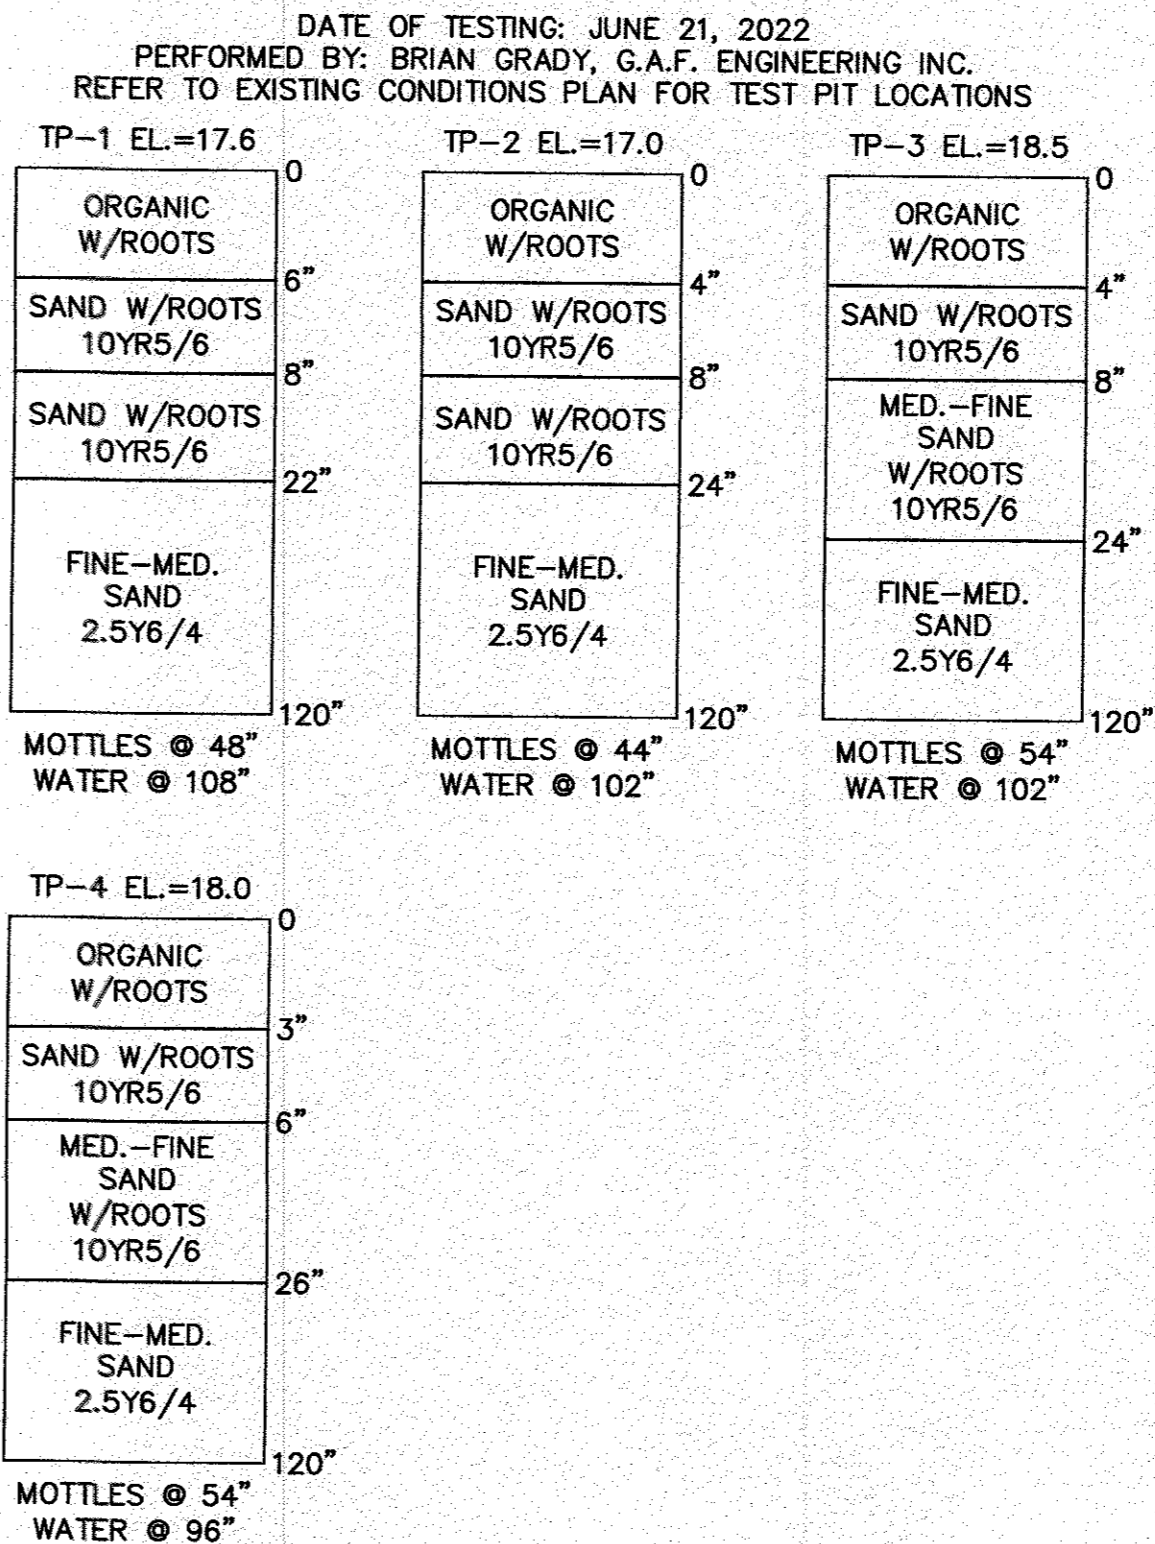 DATE OF TESTING: JUNE 21, 2022
PERFORMED BY: BRIAN GRADY, G.A.F. ENGINEERING INC.
REFER TO EXISTING CONDITIONS PLAN FOR TEST PIT LOCATIONS
TP-1 EL.=17.6
0
ORGANIC
W/ROOTS
6"
SAND W/ROOTS
10YR5/6
8"
SAND W/ROOTS
10YR5/6
22"
FINE-MED.
SAND
2.5Y6/4
120"
MOTTLES @ 48"
WATER @ 108"
TP-2 EL.=17.0
0
ORGANIC
W/ROOTS
4"
SAND W/ROOTS
10YR5/6
8"
SAND W/ROOTS
10YR5/6
24"
FINE-MED.
SAND
2.5Y6/4
120"
MOTTLES @ 44"
WATER @ 102"
TP-3 EL.=18.5
0
ORGANIC
W/ROOTS
4"
SAND W/ROOTS
10YR5/6
8"
MED.-FINE
SAND
W/ROOTS
10YR5/6
24"
FINE-MED.
SAND
2.5Y6/4
120"
MOTTLES @ 54"
WATER @ 102"
TP-4 EL.=18.0
0
ORGANIC
W/ROOTS
3"
SAND W/ROOTS
10YR5/6
6"
MED.-FINE
SAND
W/ROOTS
10YR5/6
26"
FINE-MED.
SAND
2.5Y6/4
120"
MOTTLES @ 54"
WATER @ 96"